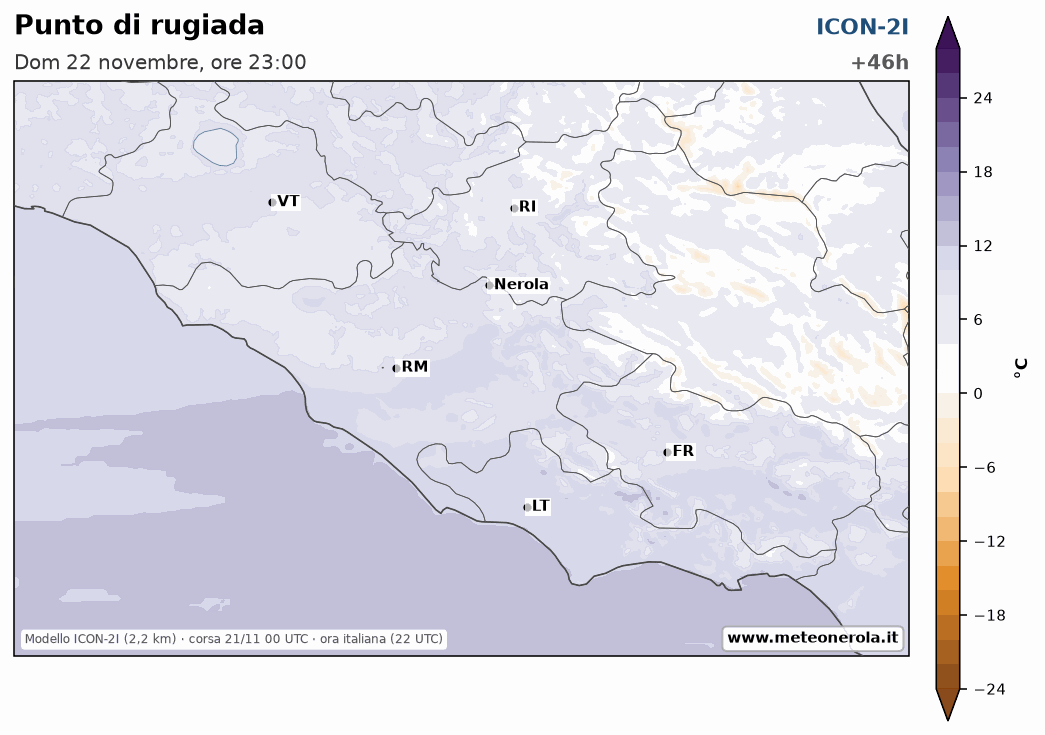 Punto di rugiada
ICON-2I
Dom 22 novembre, ore 23:00
+46h
24
18
12
6
0
−6
−12
−18
−24
°C
VT
RI
Nerola
RM
FR
LT
Modello ICON-2I (2,2 km) · corsa 21/11 00 UTC · ora italiana (22 UTC)
www.meteonerola.it